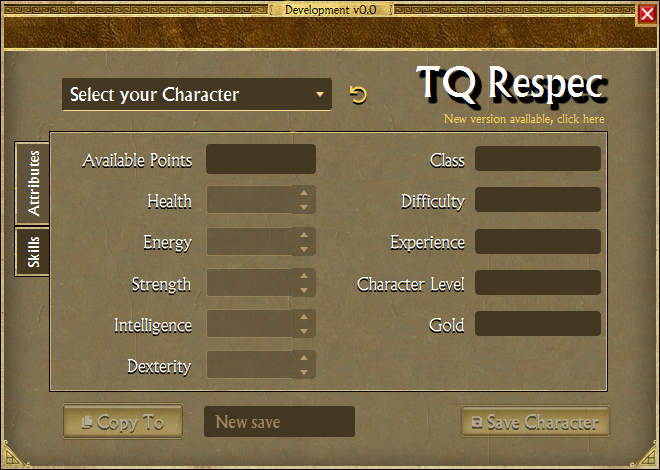 Development v0.0
Select your Character
TQ Respec
New version available, click here
Attributes
Skills
Available Points
Health
Energy
Strength
Intelligence
Dexterity
Class
Difficulty
Experience
Character Level
Gold
Copy To
New save
Save Character